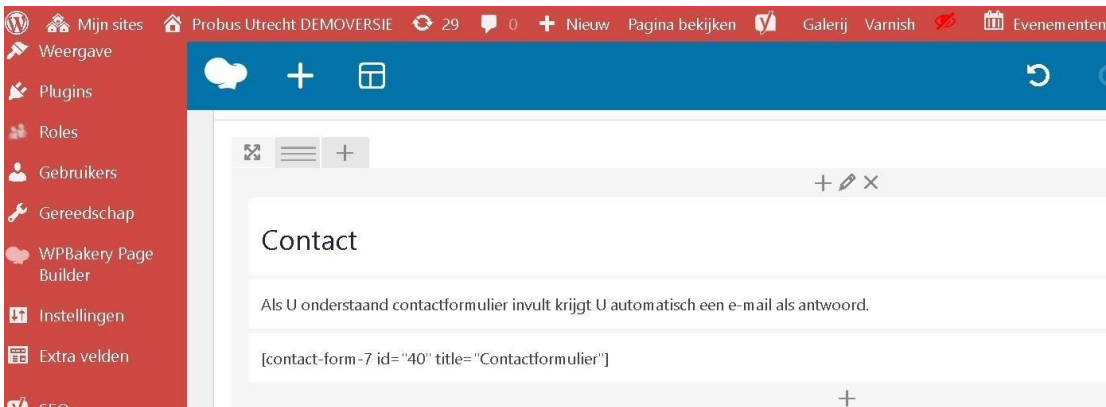 Mijn sites Probus Utrecht DEMOVERSIE 29 0 Nieuw Pagina bekijken Galerij Varnish Evenementen
Weergave
Plugins
Roles
Gebruikers
Gereedschap
WPBakery Page
Builder
Instellingen
Extra velden
SEO
Contact
Als U onderstaand contactformulier invult krijgt U automatisch een e-mail als antwoord.
[contact-form-7 id="40" title="Contactformulier"]